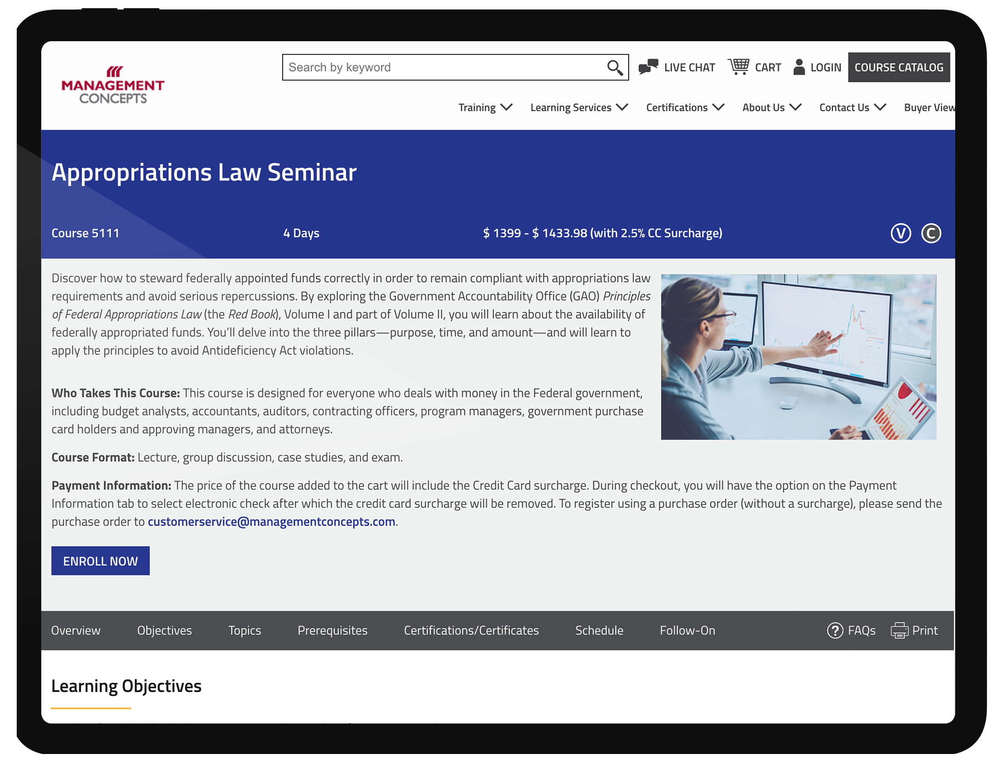 MANAGEMENT
CONCEPTS
Search by keyword
LIVE CHAT
CART
LOGIN
COURSE CATALOG
Training
Learning Services
Certifications
About Us
Contact Us
Buyer View
Appropriations Law Seminar
Course 5111
4 Days
$ 1399 - $ 1433.98 (with 2.5% CC Surcharge)
V
C
Discover how to steward federally appointed funds correctly in order to remain compliant with appropriations law
requirements and avoid serious repercussions. By exploring the Government Accountability Office (GAO) Principles
of Federal Appropriations Law (the Red Book), Volume I and part of Volume II, you will learn about the availability of
federally appropriated funds. You’ll delve into the three pillars—purpose, time, and amount—and will learn to
apply the principles to avoid Antideficiency Act violations.
Who Takes This Course: This course is designed for everyone who deals with money in the Federal government,
including budget analysts, accountants, auditors, contracting officers, program managers, government purchase
card holders and approving managers, and attorneys.
Course Format: Lecture, group discussion, case studies, and exam.
Payment Information: The price of the course added to the cart will include the Credit Card surcharge. During checkout, you will have the option on the Payment
Information tab to select electronic check after which the credit card surcharge will be removed. To register using a purchase order (without a surcharge), please send the
purchase order to customerservice@managementconcepts.com.
ENROLL NOW
Overview
Objectives
Topics
Prerequisites
Certifications/Certificates
Schedule
Follow-On
? FAQs
Print
Learning Objectives